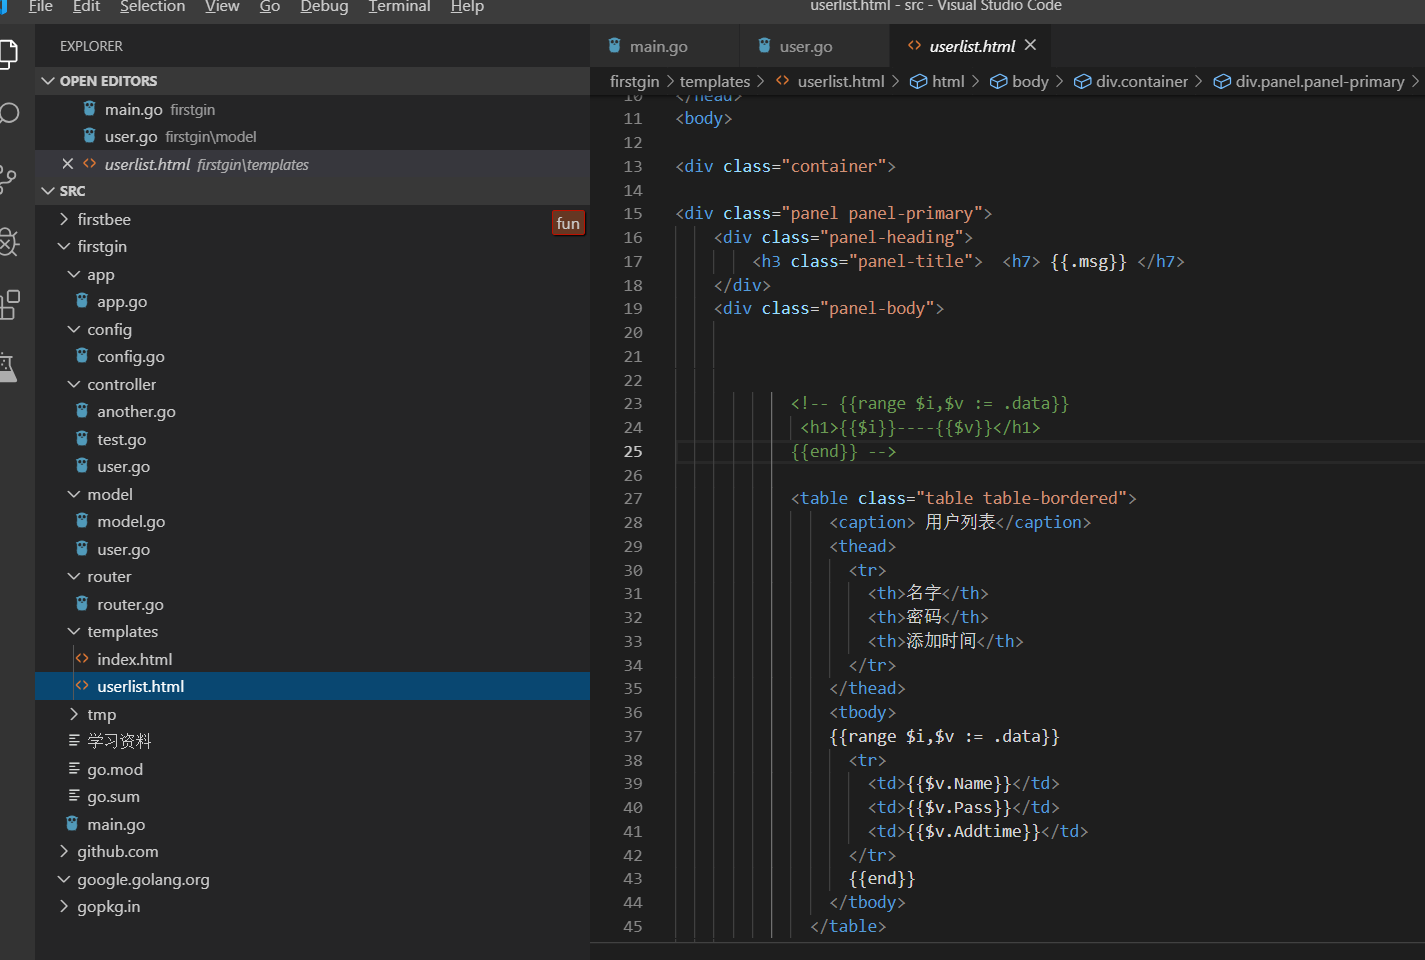 File Edit Selection View Go Debug Terminal Help userlist.html - src - Visual Studio Code
EXPLORER
OPEN EDITORS
main.go firstgin
user.go firstgin\model
userlist.html firstgin\templates
SRC
firstbee
fun
firstgin
app
app.go
config
config.go
controller
another.go
test.go
user.go
model
model.go
user.go
router
router.go
templates
index.html
userlist.html
tmp
学习资料
go.mod
go.sum
main.go
github.com
google.golang.org
gopkg.in
main.go user.go userlist.html
firstgin > templates > userlist.html > html > body > div.container > div.panel.panel-primary >
10 </head>
11 <body>
12
13 <div class="container">
14
15 <div class="panel panel-primary">
16 <div class="panel-heading">
17 <h3 class="panel-title"> <h7> {{.msg}} </h7>
18 </div>
19 <div class="panel-body">
20
21
22
23 <!-- {{range $i,$v := .data}}
24 <h1>{{$i}}----{{$v}}</h1>
25 {{end}} -->
26
27 <table class="table table-bordered">
28 <caption> 用户列表</caption>
29 <thead>
30 <tr>
31 <th>名字</th>
32 <th>密码</th>
33 <th>添加时间</th>
34 </tr>
35 </thead>
36 <tbody>
37 {{range $i,$v := .data}}
38 <tr>
39 <td>{{$v.Name}}</td>
40 <td>{{$v.Pass}}</td>
41 <td>{{$v.Addtime}}</td>
42 </tr>
43 {{end}}
44 </tbody>
45 </table>